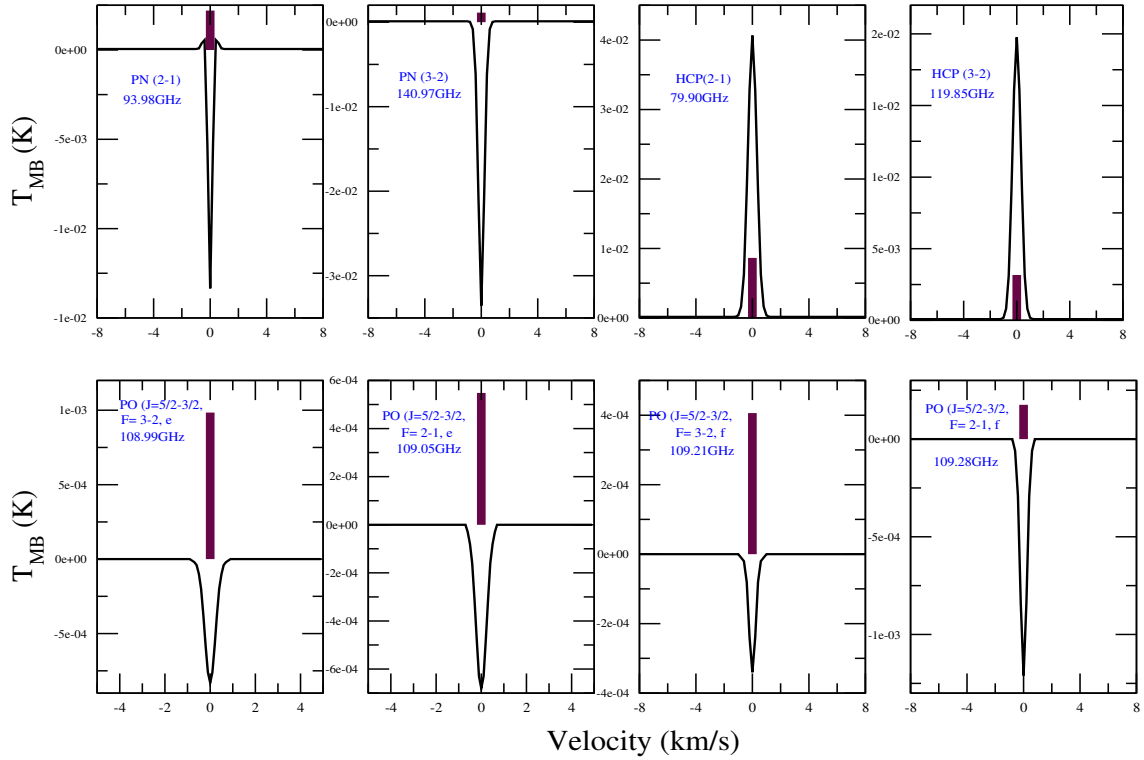 0e+00
-5e-03
-1e-02
-1e-02
PN (2-1)
93.98GHz
-8 -4 0 4 8
0e+00
-1e-02
-2e-02
-3e-02
PN (3-2)
140.97GHz
-8 -4 0 4 8
4e-02
3e-02
2e-02
1e-02
0e+00
HCP(2-1)
79.90GHz
-8 -4 0 4 8
2e-02
2e-02
1e-02
5e-03
0e+00
HCP (3-2)
119.85GHz
-8 -4 0 4 8
T_MB (K)
1e-03
5e-04
0e+00
-5e-04
PO (J=5/2-3/2,
F= 3-2, e
108.99GHz
-4 -2 0 2 4
6e-04
4e-04
2e-04
0e+00
-2e-04
-4e-04
-6e-04
PO (J=5/2-3/2,
F= 2-1, e
109.05GHz
-4 -2 0 2 4
4e-04
2e-04
0e+00
-2e-04
-4e-04
PO (J=5/2-3/2,
F= 3-2, f
109.21GHz
-8 -4 0 4 8
0e+00
-5e-04
-1e-03
PO (J=5/2-3/2,
F= 2-1, f
109.28GHz
-8 -4 0 4 8
T_MB (K)
Velocity (km/s)